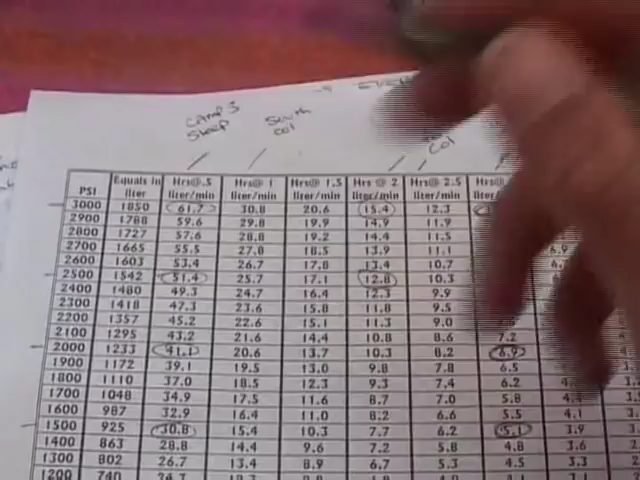 CAMP 3
Sleep
South
Col
Col
PSI Equals in liter Hrs@.5 liter/min Hrs@ 1 liter/min Hrs@ 1.5 liter/min Hrs @ 2 liter/min Hrs@ 2.5 liter/min
3000 1850 61.7 30.8 20.6 15.4 12.3
2900 1788 59.6 29.8 19.9 14.9 11.9
2800 1727 57.6 28.8 19.2 14.4 11.5
2700 1665 55.5 27.8 18.5 13.9 11.1 6.9
2600 1603 53.4 26.7 17.8 13.4 10.7
2500 1542 51.4 25.7 17.1 12.8 10.3
2400 1480 49.3 24.7 16.4 12.3 9.9
2300 1418 47.3 23.6 15.8 11.8 9.5
2200 1357 45.2 22.6 15.1 11.3 9.0
2100 1295 43.2 21.6 14.4 10.8 8.6 7.2
2000 1233 41.1 20.6 13.7 10.3 8.2 6.9
1900 1172 39.1 19.5 13.0 9.8 7.8 6.5
1800 1110 37.0 18.5 12.3 9.3 7.4 6.2
1700 1048 34.9 17.5 11.6 8.7 7.0 5.8
1600 987 32.9 16.4 11.0 8.2 6.6 5.5 4.1
1500 925 30.8 15.4 10.3 7.7 6.2 5.1 3.9
1400 863 28.8 14.4 9.6 7.2 5.8 4.8 3.6
1300 802 26.7 13.4 8.9 6.7 5.3 4.5 3.3
1200 740